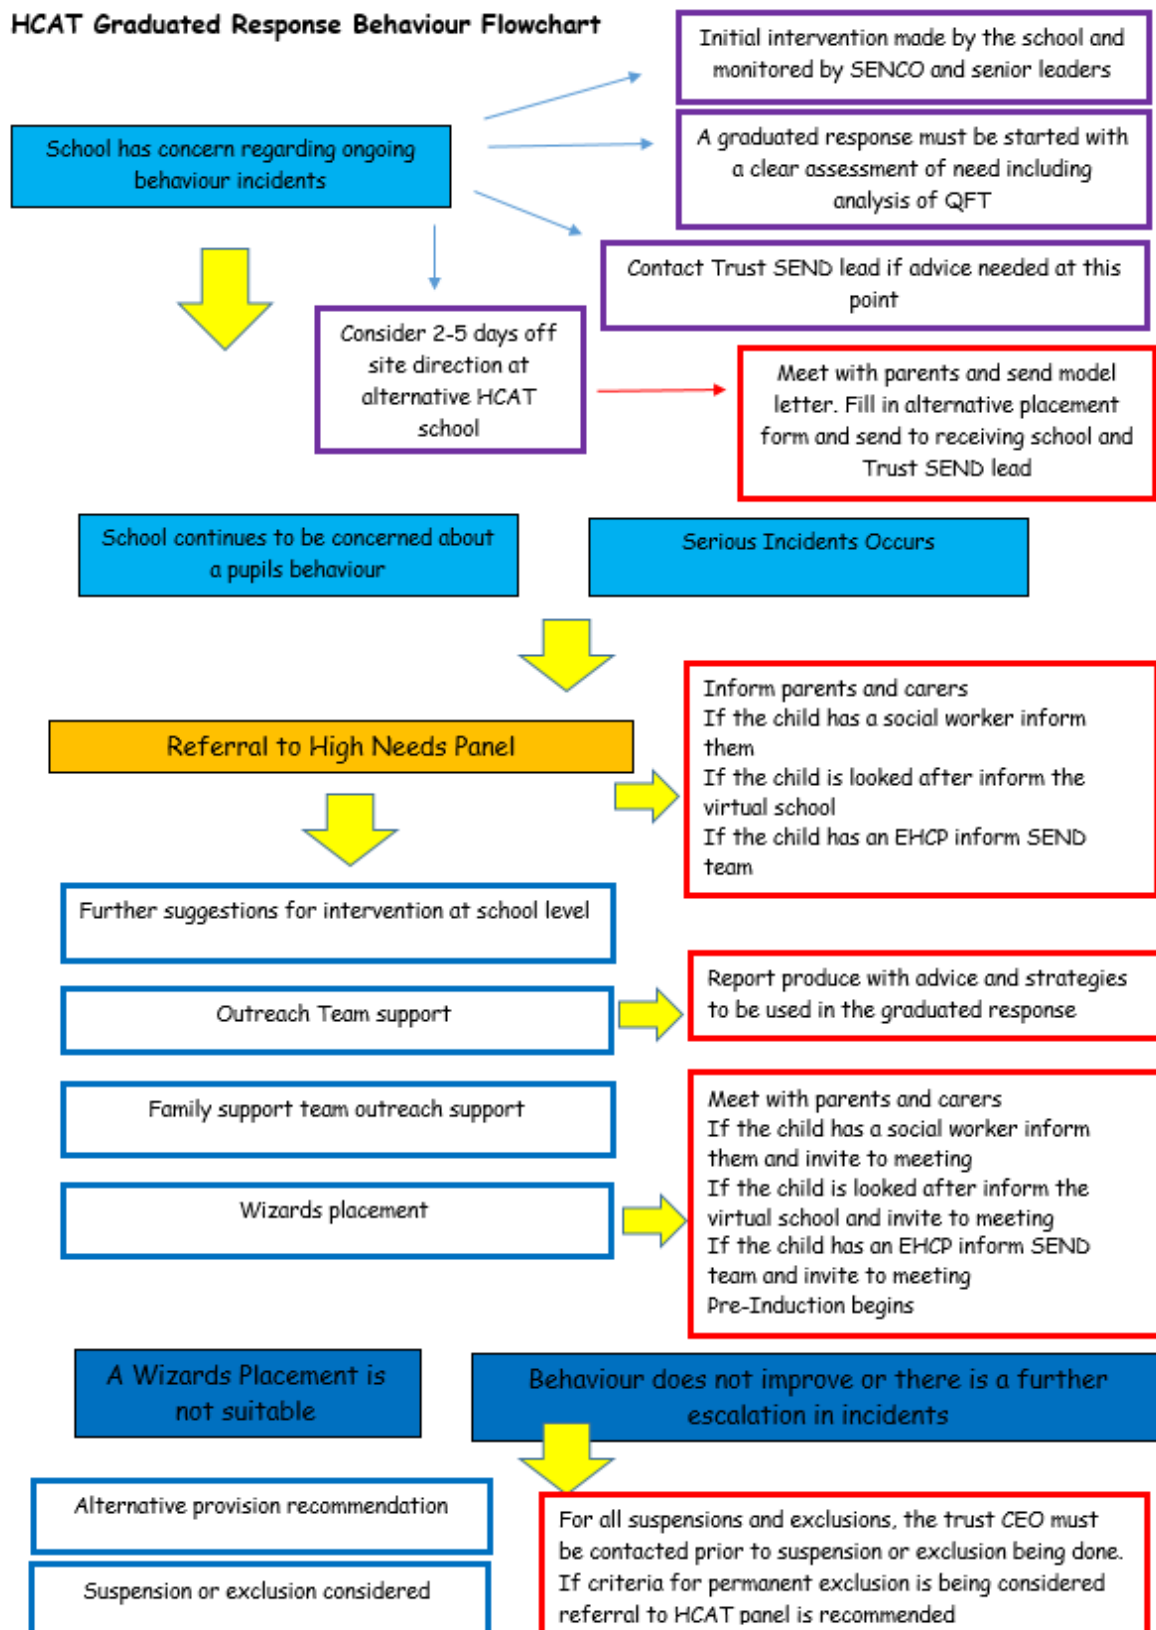 HCAT Graduated Response Behaviour Flowchart
Initial intervention made by the school and
monitored by SENCO and senior leaders
School has concern regarding ongoing
behaviour incidents
A graduated response must be started with
a clear assessment of need including
analysis of QFT
Contact Trust SEND lead if advice needed at this
point
Consider 2-5 days off
site direction at
alternative HCAT
school
Meet with parents and send model
letter. Fill in alternative placement
form and send to receiving school and
Trust SEND lead
School continues to be concerned about
a pupils behaviour
Serious Incidents Occurs
Referral to High Needs Panel
Inform parents and carers
If the child has a social worker inform
them
If the child is looked after inform the
virtual school
If the child has an EHCP inform SEND
team
Further suggestions for intervention at school level
Outreach Team support
Report produce with advice and strategies
to be used in the graduated response
Family support team outreach support
Wizards placement
Meet with parents and carers
If the child has a social worker inform
them and invite to meeting
If the child is looked after inform the
virtual school and invite to meeting
If the child has an EHCP inform SEND
team and invite to meeting
Pre-Induction begins
A Wizards Placement is
not suitable
Behaviour does not improve or there is a further
escalation in incidents
Alternative provision recommendation
Suspension or exclusion considered
For all suspensions and exclusions, the trust CEO must
be contacted prior to suspension or exclusion being done.
If criteria for permanent exclusion is being considered
referral to HCAT panel is recommended